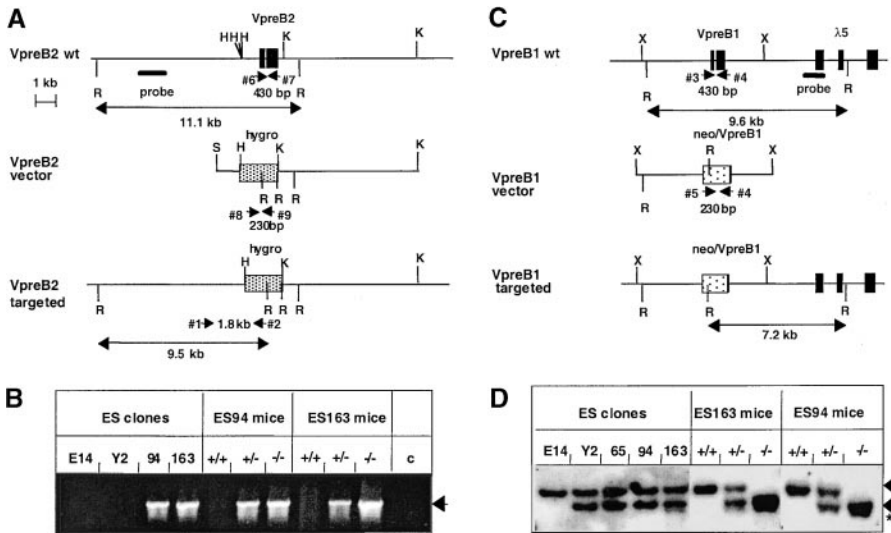 A
VpreB2
VpreB2 wt
H H H
K
K
#6
#7
430 bp
R
probe
R
1 kb
11.1 kb
VpreB2
vector
hygro
S
H
K
K
R
R
R
#8
#9
230bp
VpreB2
targeted
hygro
H
K
K
R
R
R
R
#1
1.8 kb
#2
9.5 kb
B
ES clones
ES94 mice
ES163 mice
E14
Y2
94
163
+/+
+/-
-/-
+/+
+/-
-/-
c
C
VpreB1 wt
X
VpreB1
X
λ5
#3
#4
430 bp
probe
R
R
9.6 kb
VpreB1
vector
neo/VpreB1
X
R
X
R
#5
#4
230bp
VpreB1
targeted
neo/VpreB1
X
X
R
R
R
7.2 kb
D
ES clones
ES163 mice
ES94 mice
E14
Y2
65
94
163
+/+
+/-
-/-
+/+
+/-
-/-
*